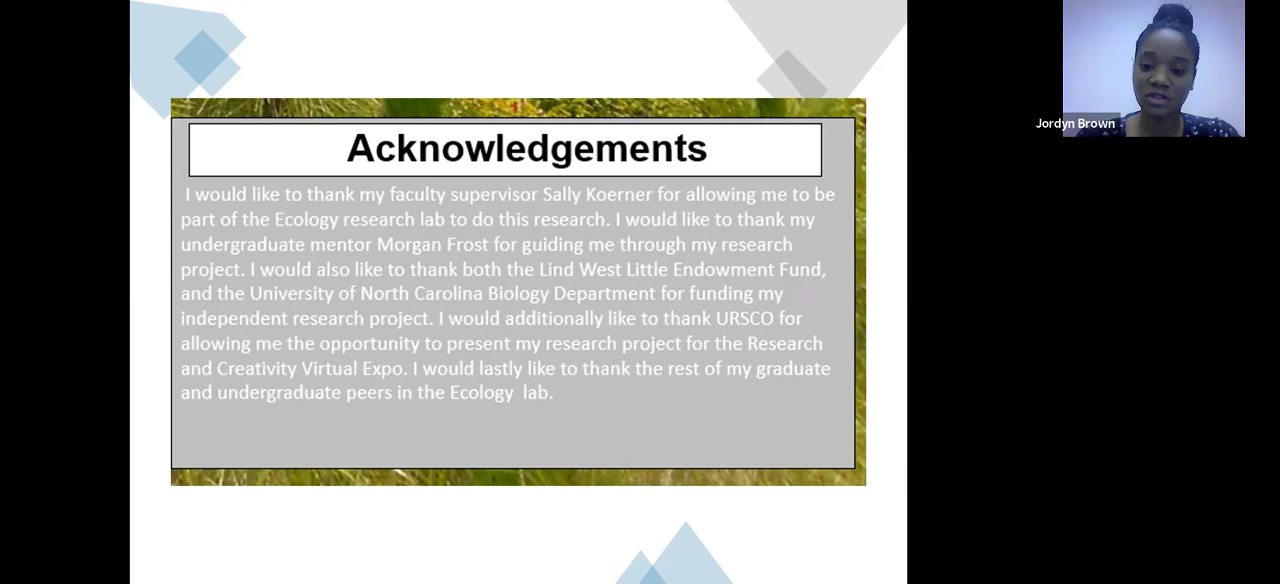 Acknowledgements
I would like to thank my faculty supervisor Sally Koerner for allowing me to be
part of the Ecology research lab to do this research. I would like to thank my
undergraduate mentor Morgan Frost for guiding me through my research
project. I would also like to thank both the Lind West Little Endowment Fund,
and the University of North Carolina Biology Department for funding my
independent research project. I would additionally like to thank URSCO for
allowing me the opportunity to present my research project for the Research
and Creativity Virtual Expo. I would lastly like to thank the rest of my graduate
and undergraduate peers in the Ecology  lab.
Jordyn Brown